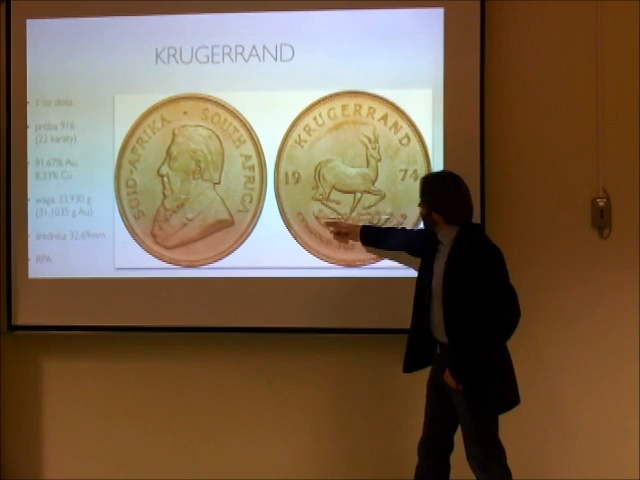 KRUGERRAND
1 oz złota
próba 916
(22 karaty)
91.67% Au
8.33% Cu
waga 33.930 g
(31.1035 g Au)
średnica 32.69mm
RPA
SUID-AFRIKA · SOUTH AFRICA
KRUGERRAND
19 74